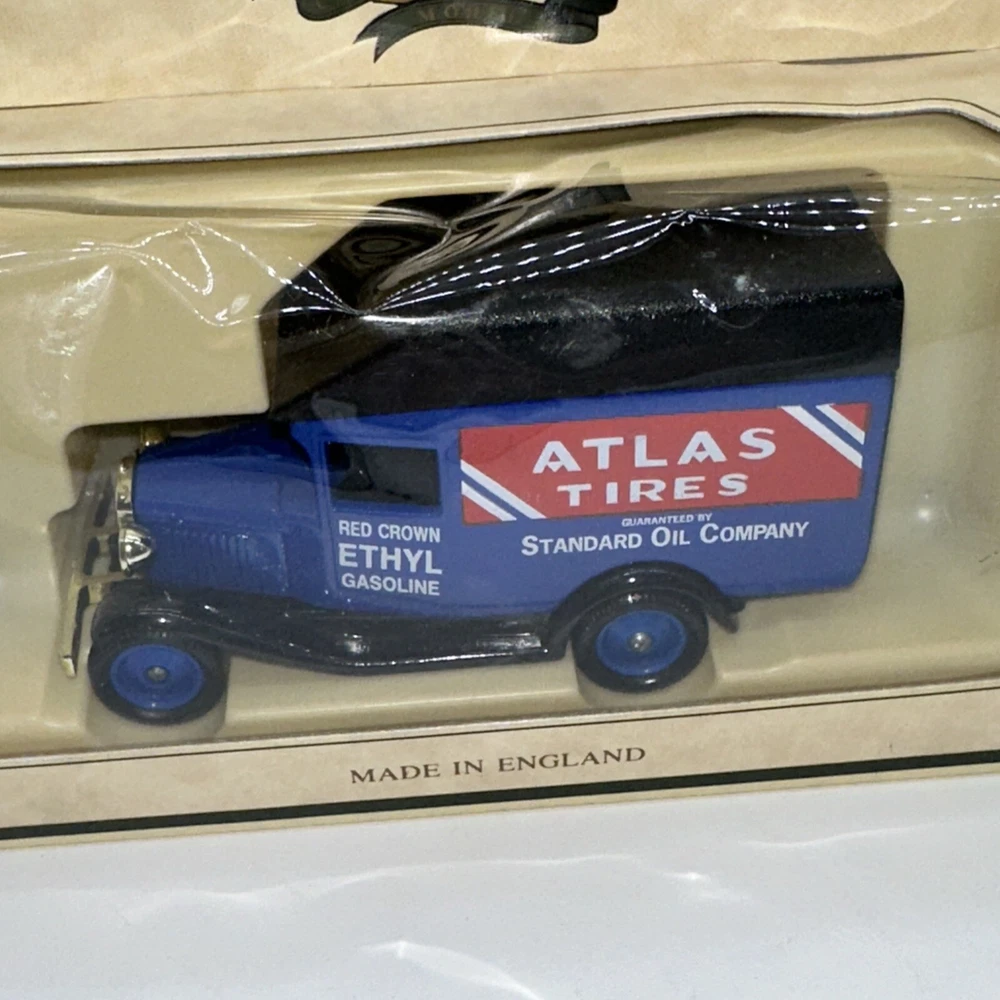 ATLAS
TIRES
GUARANTEED BY
STANDARD OIL COMPANY
RED CROWN
ETHYL
GASOLINE
MADE IN ENGLAND